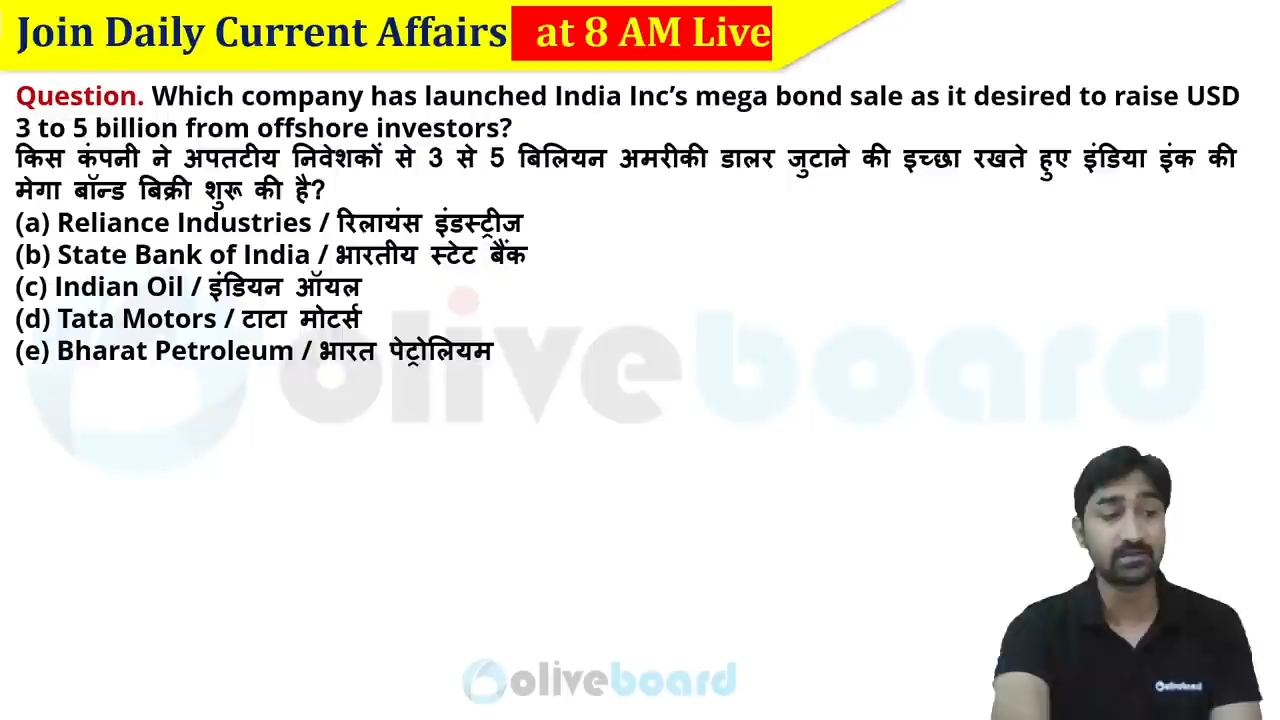 Join Daily Current Affairs at 8 AM Live
Question. Which company has launched India Inc’s mega bond sale as it desired to raise USD
3 to 5 billion from offshore investors?
किस कंपनी ने अपतटीय निवेशकों से 3 से 5 बिलियन अमरीकी डालर जुटाने की इच्छा रखते हुए इंडिया इंक की
मेगा बॉन्ड बिक्री शुरू की है?
(a) Reliance Industries / रिलायंस इंडस्ट्रीज
(b) State Bank of India / भारतीय स्टेट बैंक
(c) Indian Oil / इंडियन ऑयल
(d) Tata Motors / टाटा मोटर्स
(e) Bharat Petroleum / भारत पेट्रोलियम
oliveboard
oliveboard
oliveboard